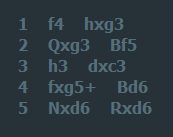 1 f4 hxg3
2 Qxg3 Bf5
3 h3 dxc3
4 fxg5+ Bd6
5 Nxd6 Rxd6